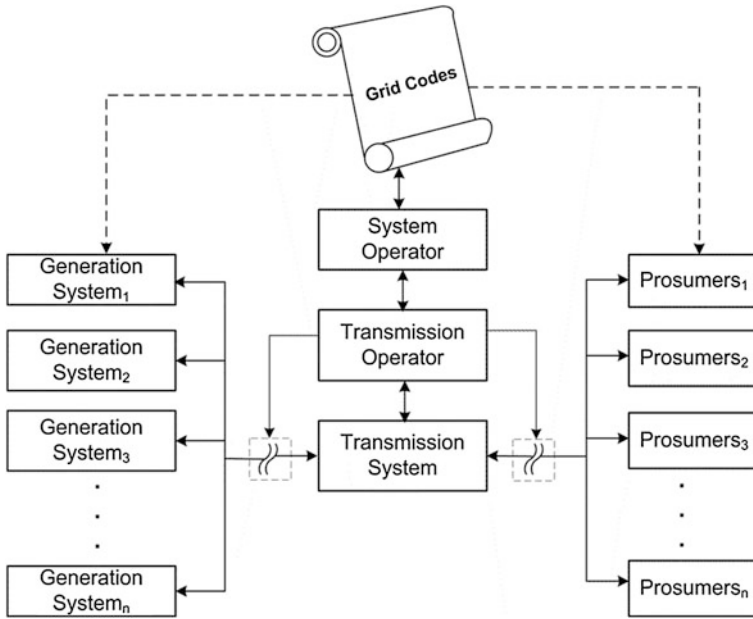 Grid Codes
System
Operator
Generation
System₁
Prosumers₁
Transmission
Operator
Generation
System₂
Prosumers₂
Generation
System₃
Transmission
System
Prosumers₃
Generation
Systemₙ
Prosumersₙ